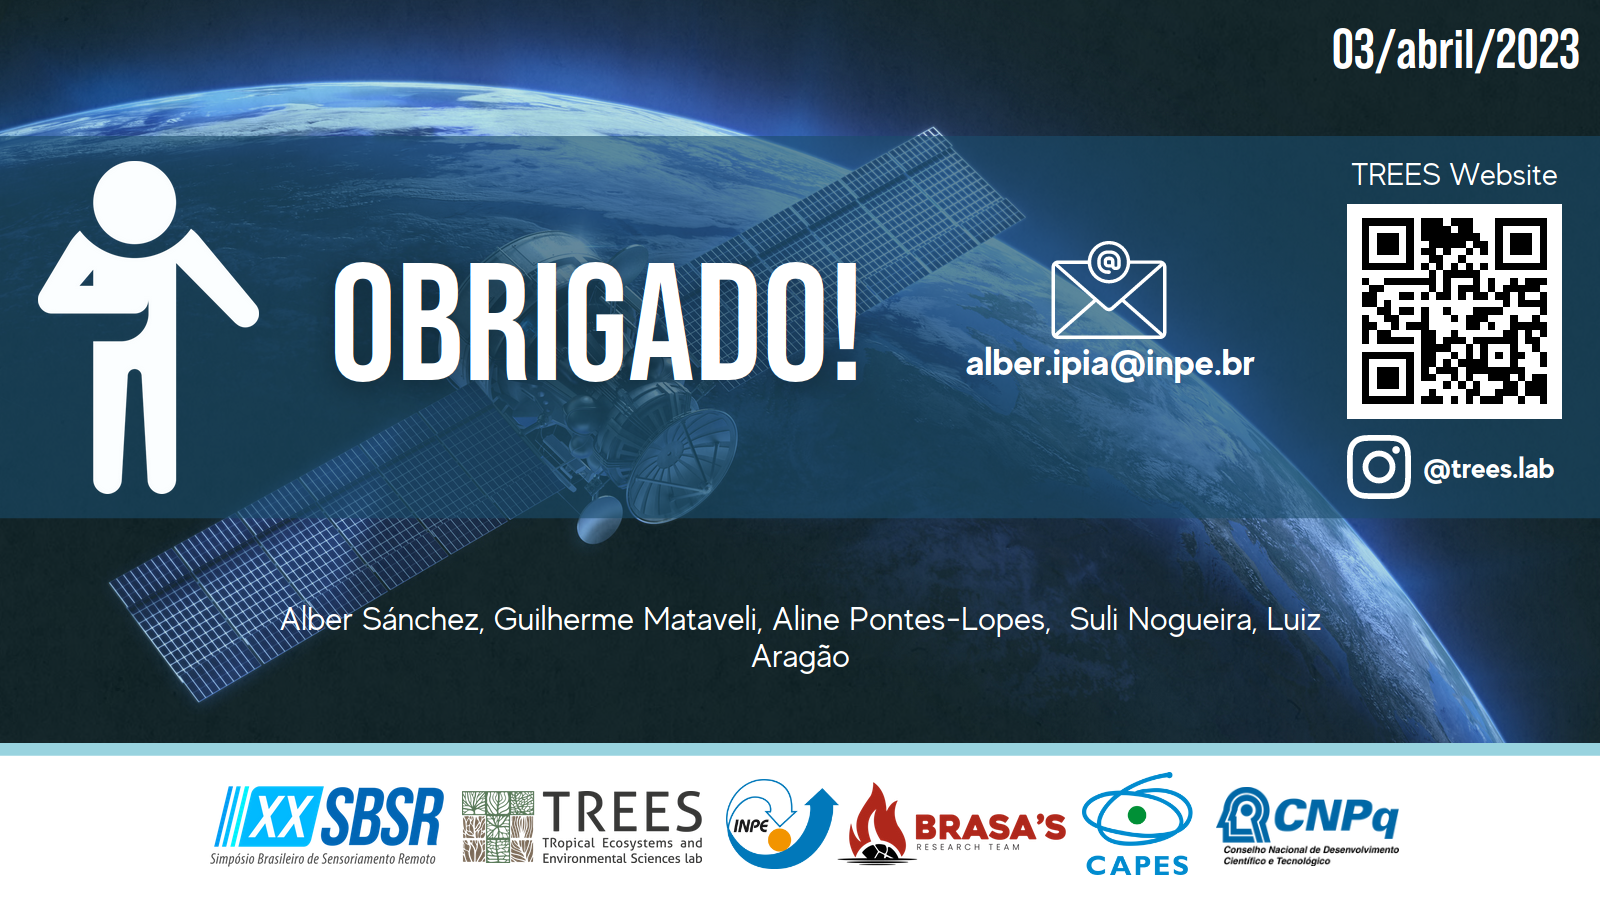 03/abril/2023
TREES Website
OBRIGADO!
@
alber.ipia@inpe.br
@trees.lab
Alber Sánchez, Guilherme Mataveli, Aline Pontes-Lopes, Suli Nogueira, Luiz
Aragão
XX SBSR
Simpósio Brasileiro de Sensoriamento Remoto
TREES
TRopical Ecosystems and
Environmental Sciences lab
INPE
BRASA'S
RESEARCH TEAM
CAPES
CNPq
Conselho Nacional de Desenvolvimento
Científico e Tecnológico